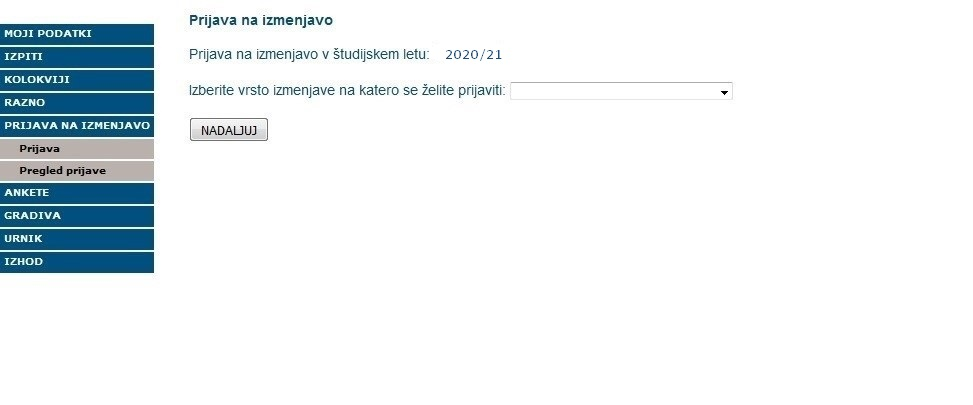 MOJI PODATKI
IZPITI
KOLOKVIJI
RAZNO
PRIJAVA NA IZMENJAVO
Prijava
Pregled prijave
ANKETE
GRADIVA
URNIK
IZHOD
Prijava na izmenjavo
Prijava na izmenjavo v študijskem letu: 2020/21
Izberite vrsto izmenjave na katero se želite prijaviti:
NADALJUJ